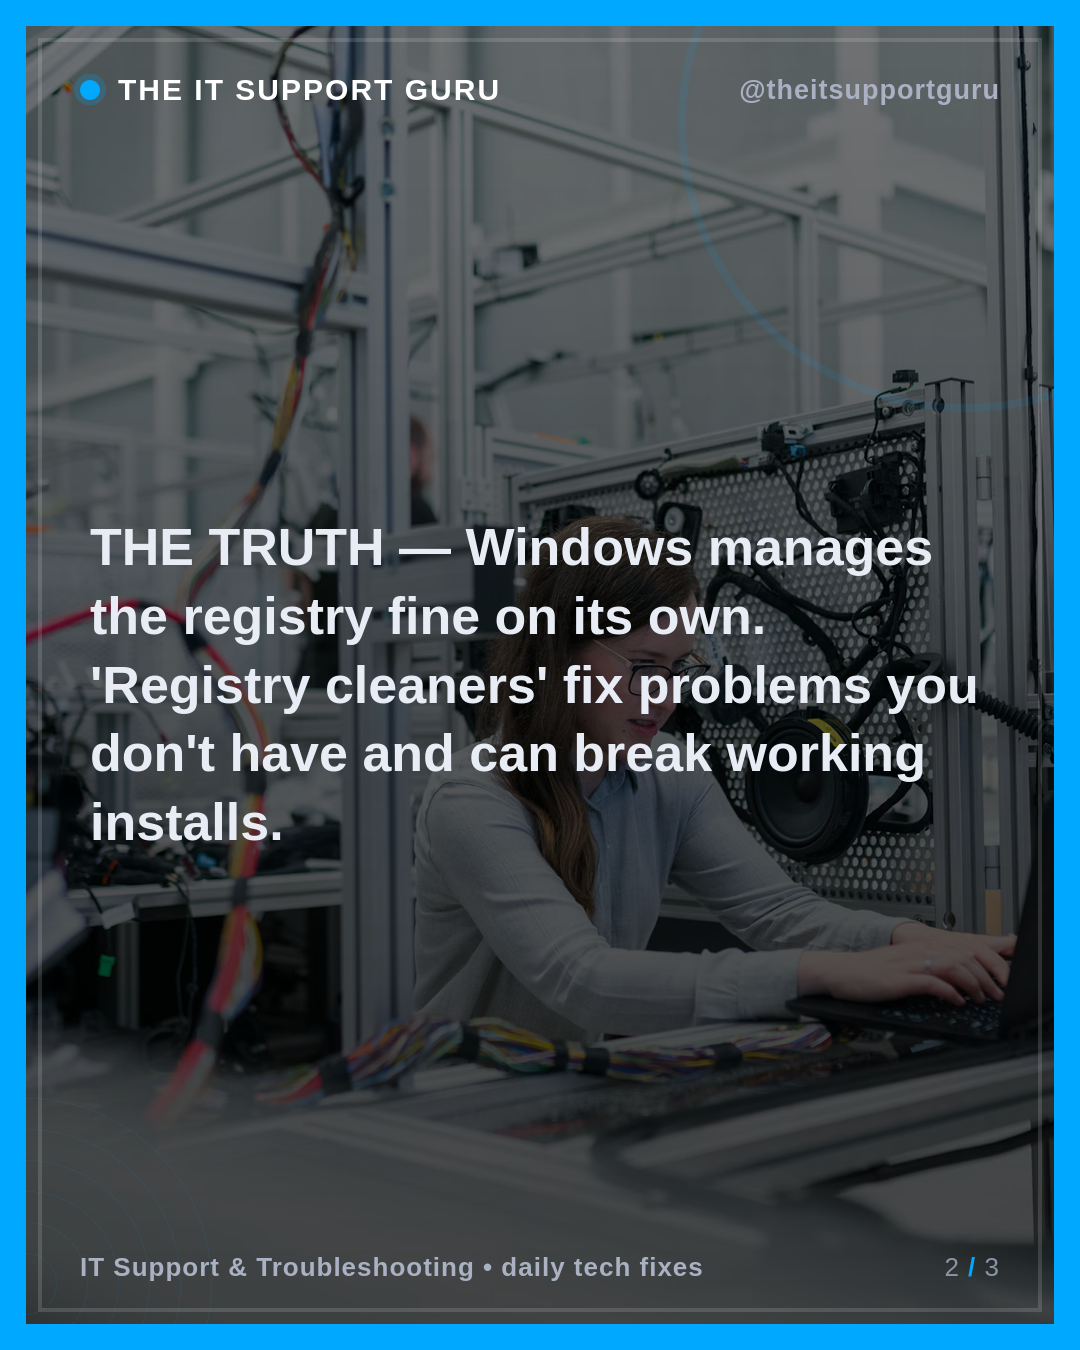 THE IT SUPPORT GURU
@theitsupportguru
THE TRUTH — Windows manages
the registry fine on its own.
'Registry cleaners' fix problems you
don't have and can break working
installs.
IT Support & Troubleshooting • daily tech fixes
2 / 3